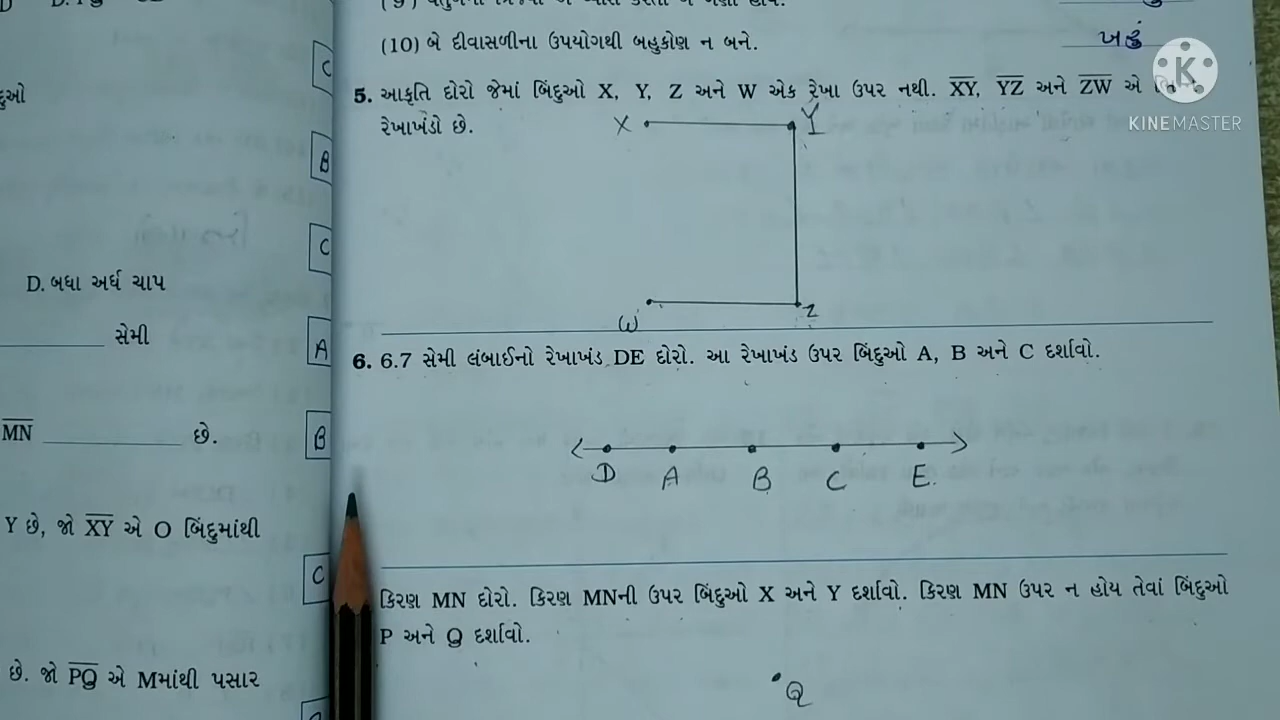 (10) બે દીવાસળીના ઉપયોગથી બહુકોણ ન બને.
ખરું
5. આકૃતિ દોરો જેમાં બિંદુઓ X, Y, Z અને W એક રેખા ઉપર નથી. XY, YZ અને ZW એ
રેખાખંડો છે.
X Y
W Z
6. 6.7 સેમી લંબાઈનો રેખાખંડ DE દોરો. આ રેખાખંડ ઉપર બિંદુઓ A, B અને C દર્શાવો.
D A B C E.
કિરણ MN દોરો. કિરણ MNની ઉપર બિંદુઓ X અને Y દર્શાવો. કિરણ MN ઉપર ન હોય તેવાં બિંદુઓ
P અને Q દર્શાવો.
Q
C
B
C
D. બધા અર્ધ ચાપ
સેમી
A
MN છે.
B
Y છે, જો XY એ O બિંદુમાંથી
C
છે. જો PQ એ Mમાંથી પસાર
K
KINEMASTER